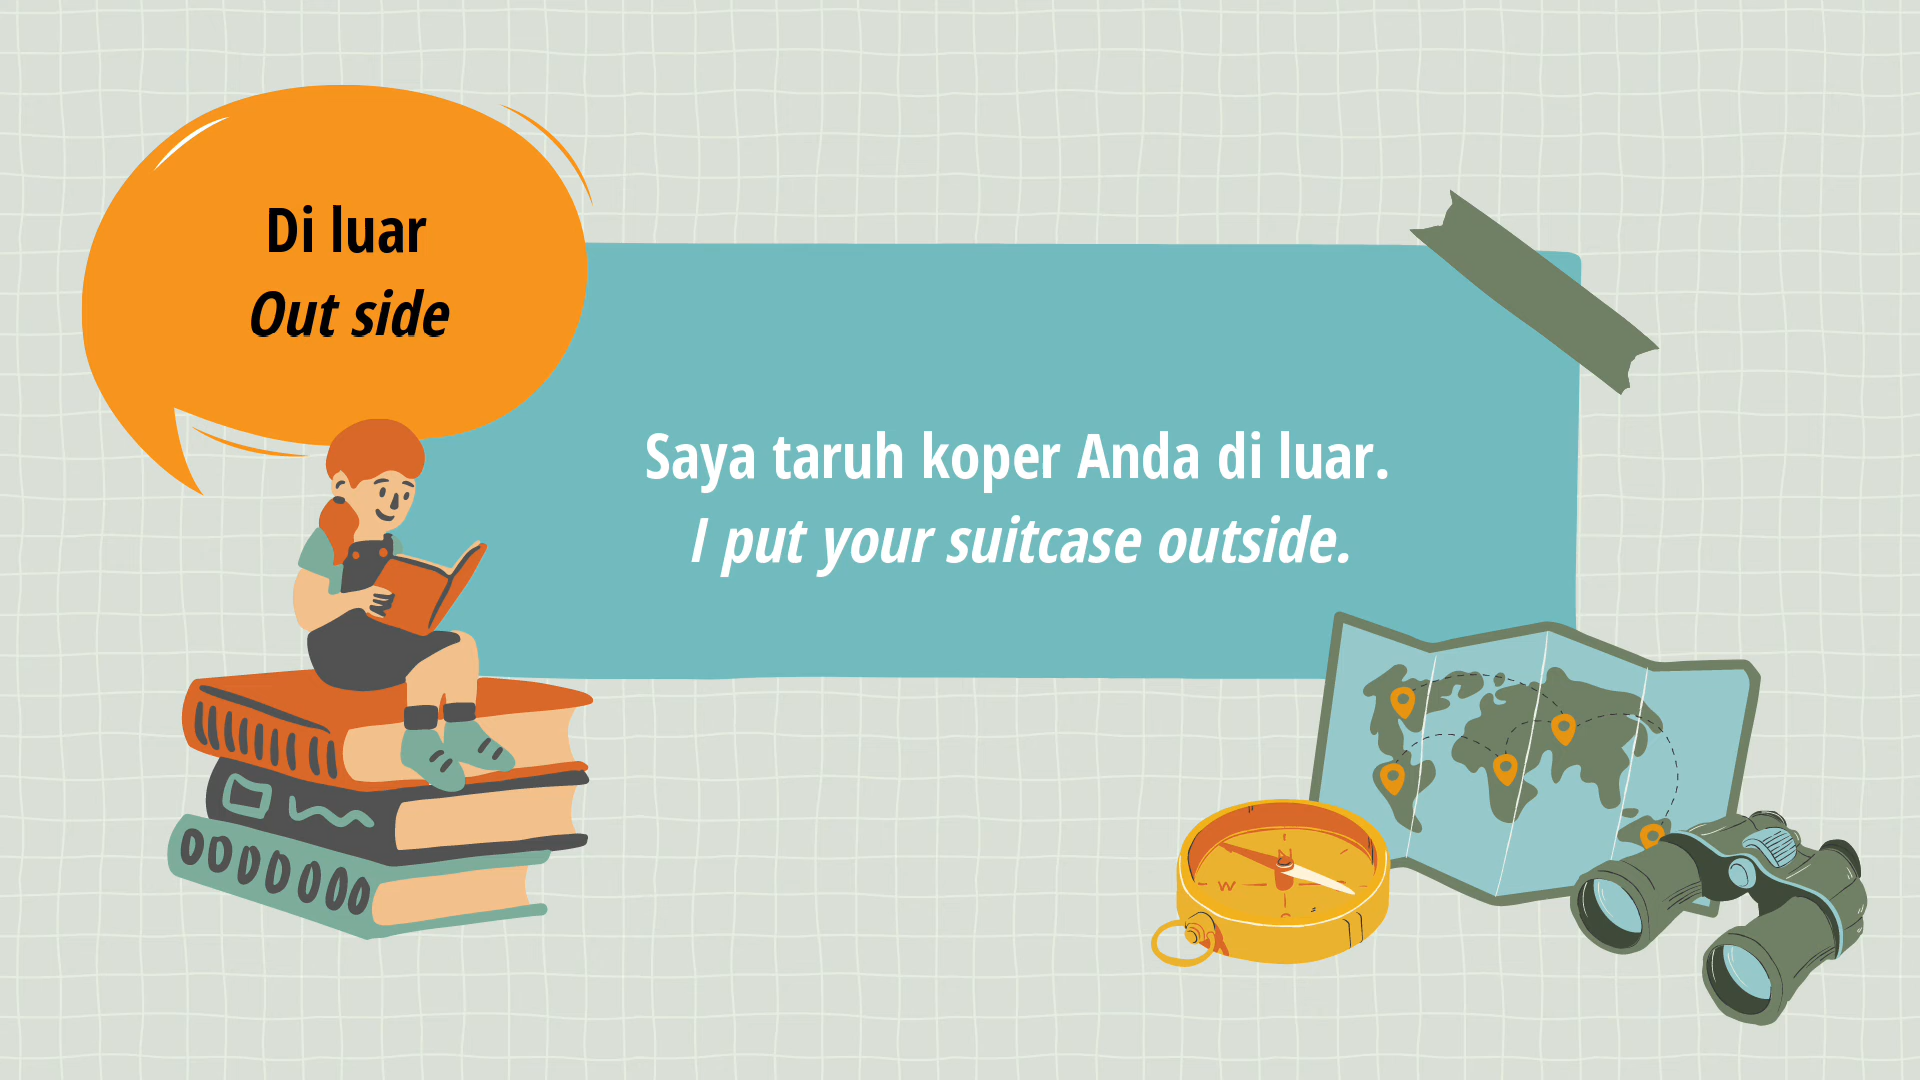 Di luar
Out side
Saya taruh koper Anda di luar.
I put your suitcase outside.
N
W